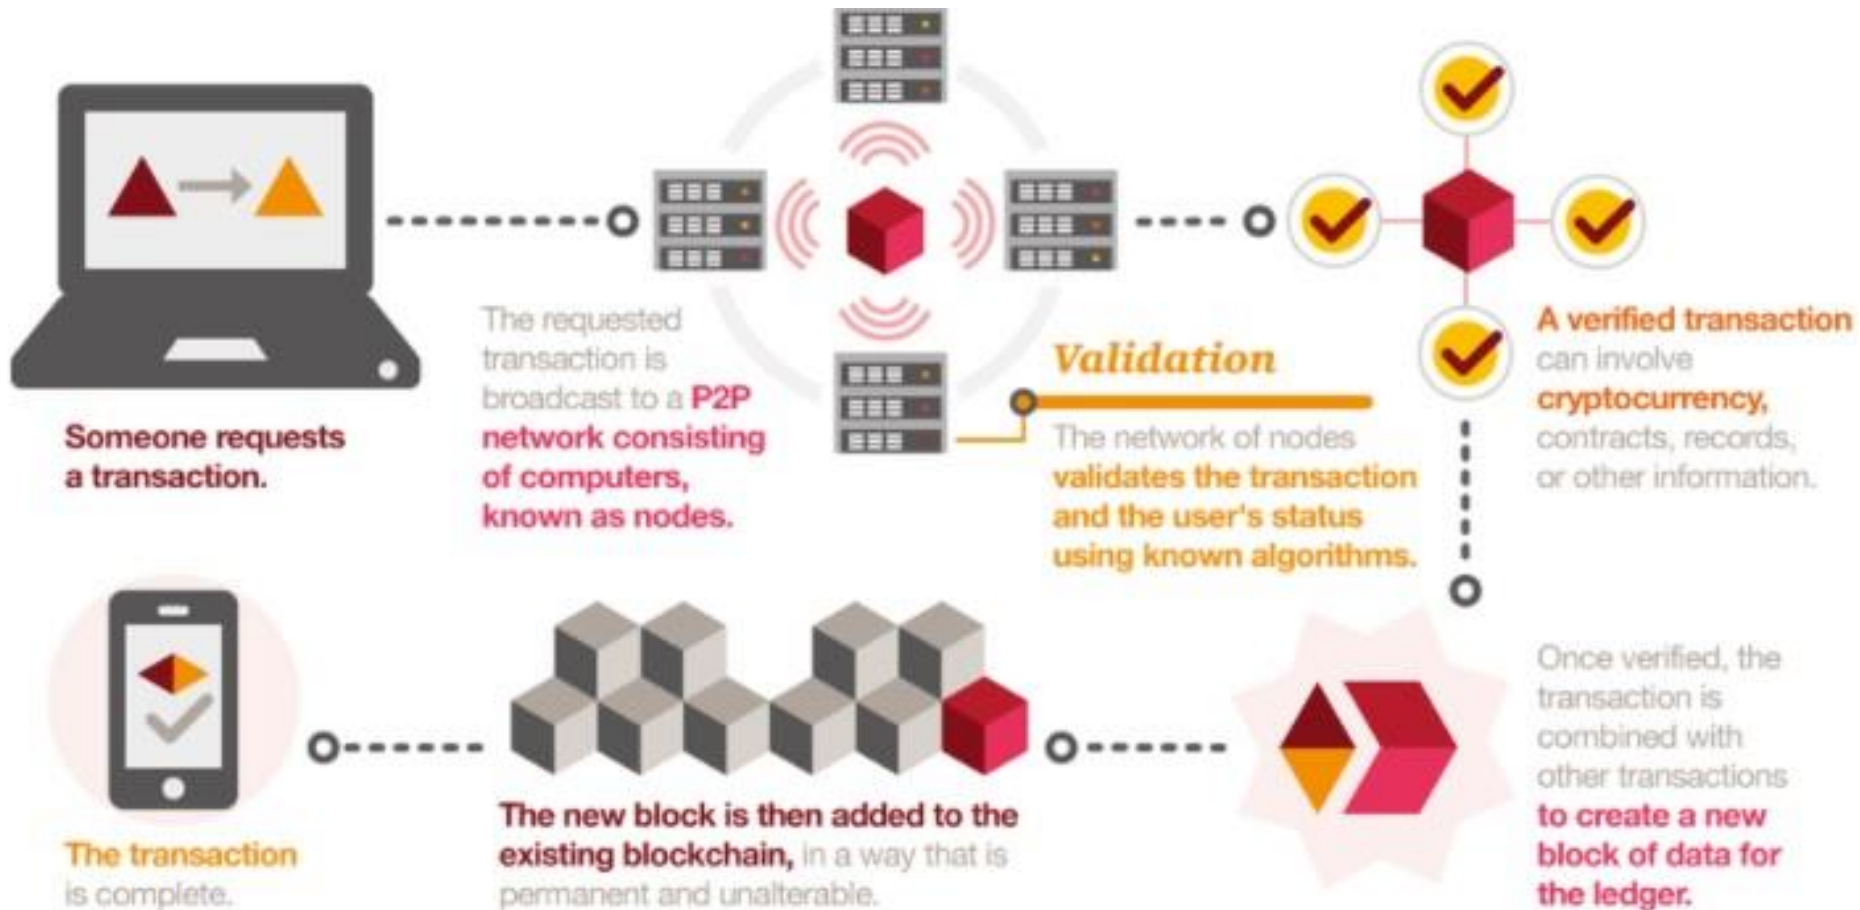 Someone requests
a transaction.
The requested
transaction is
broadcast to a P2P
network consisting
of computers,
known as nodes.
Validation
The network of nodes
validates the transaction
and the user's status
using known algorithms.
A verified transaction
can involve
cryptocurrency,
contracts, records,
or other information.
Once verified, the
transaction is
combined with
other transactions
to create a new
block of data for
the ledger.
The new block is then added to the
existing blockchain, in a way that is
permanent and unalterable.
The transaction
is complete.